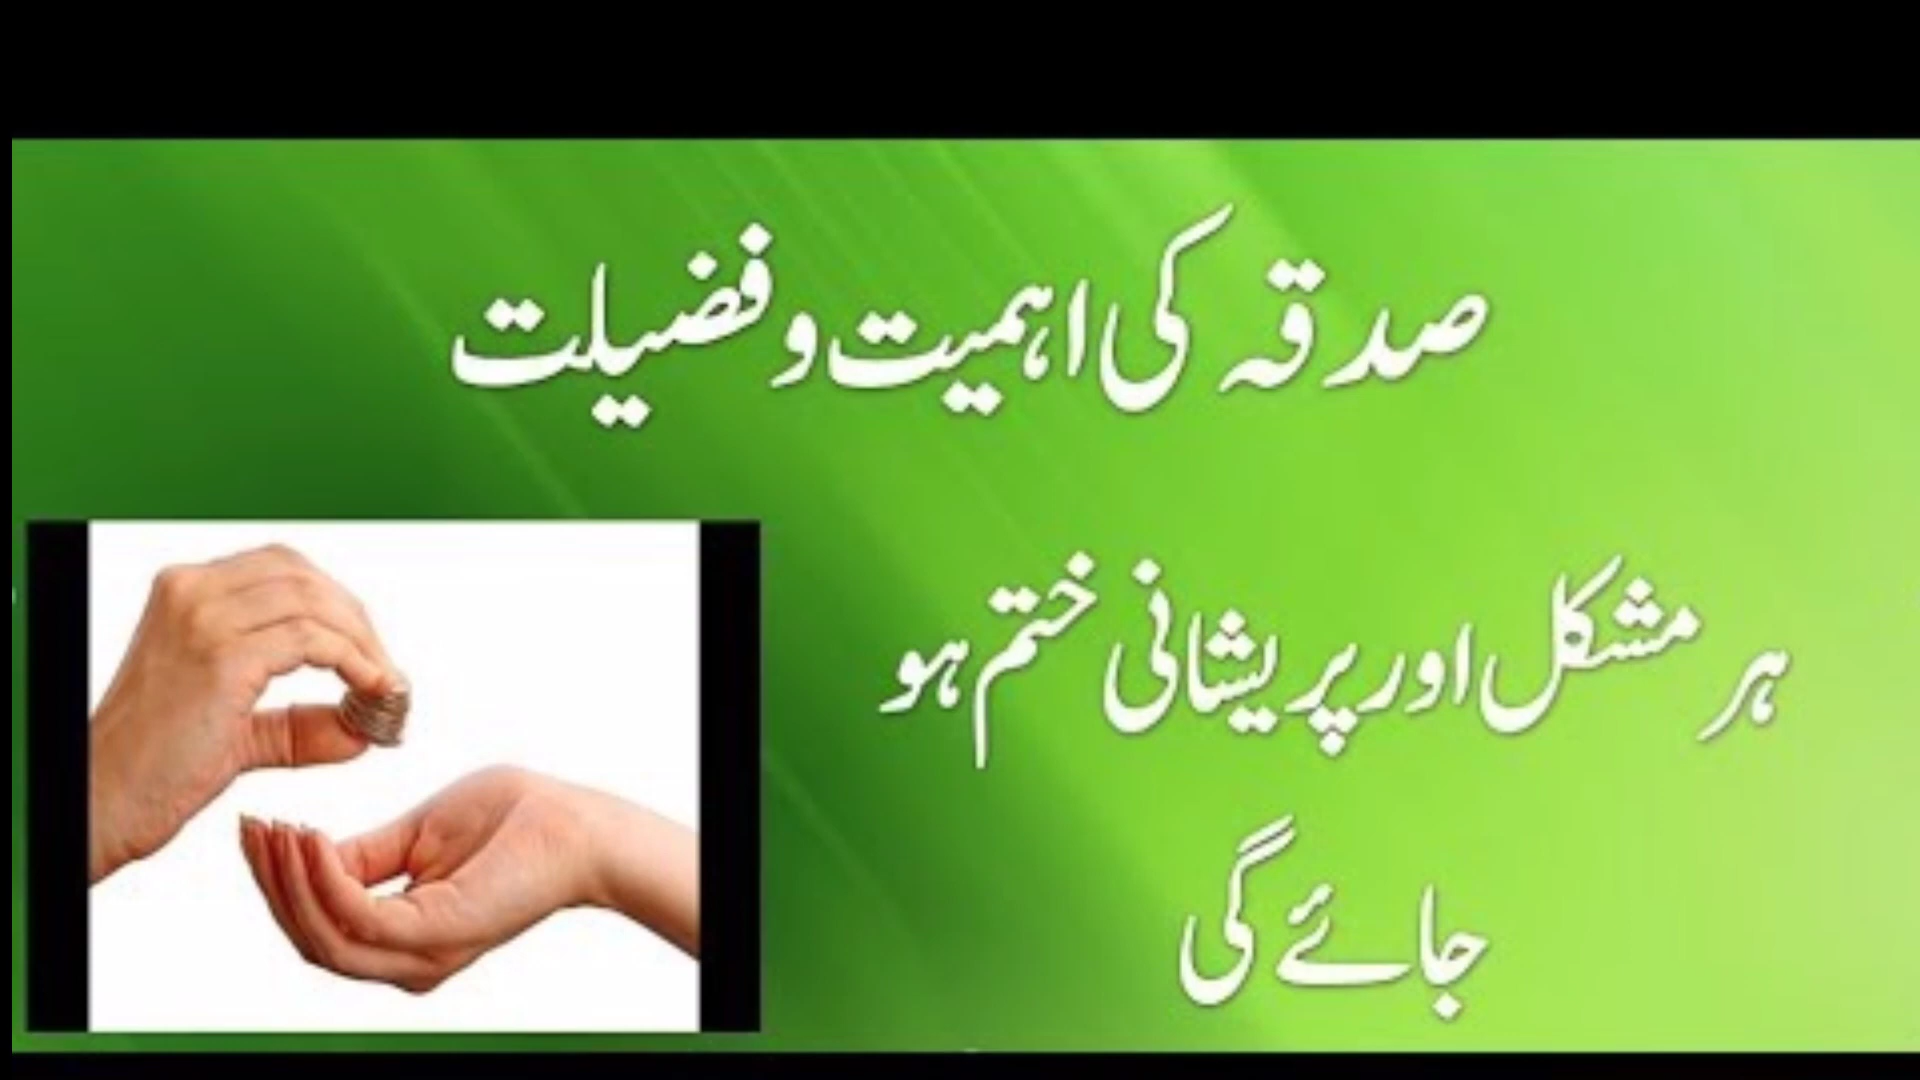 صدقہ کی اہمیت و فضیلت
ہر مشکل اور پریشانی ختم ہو
جائے گی